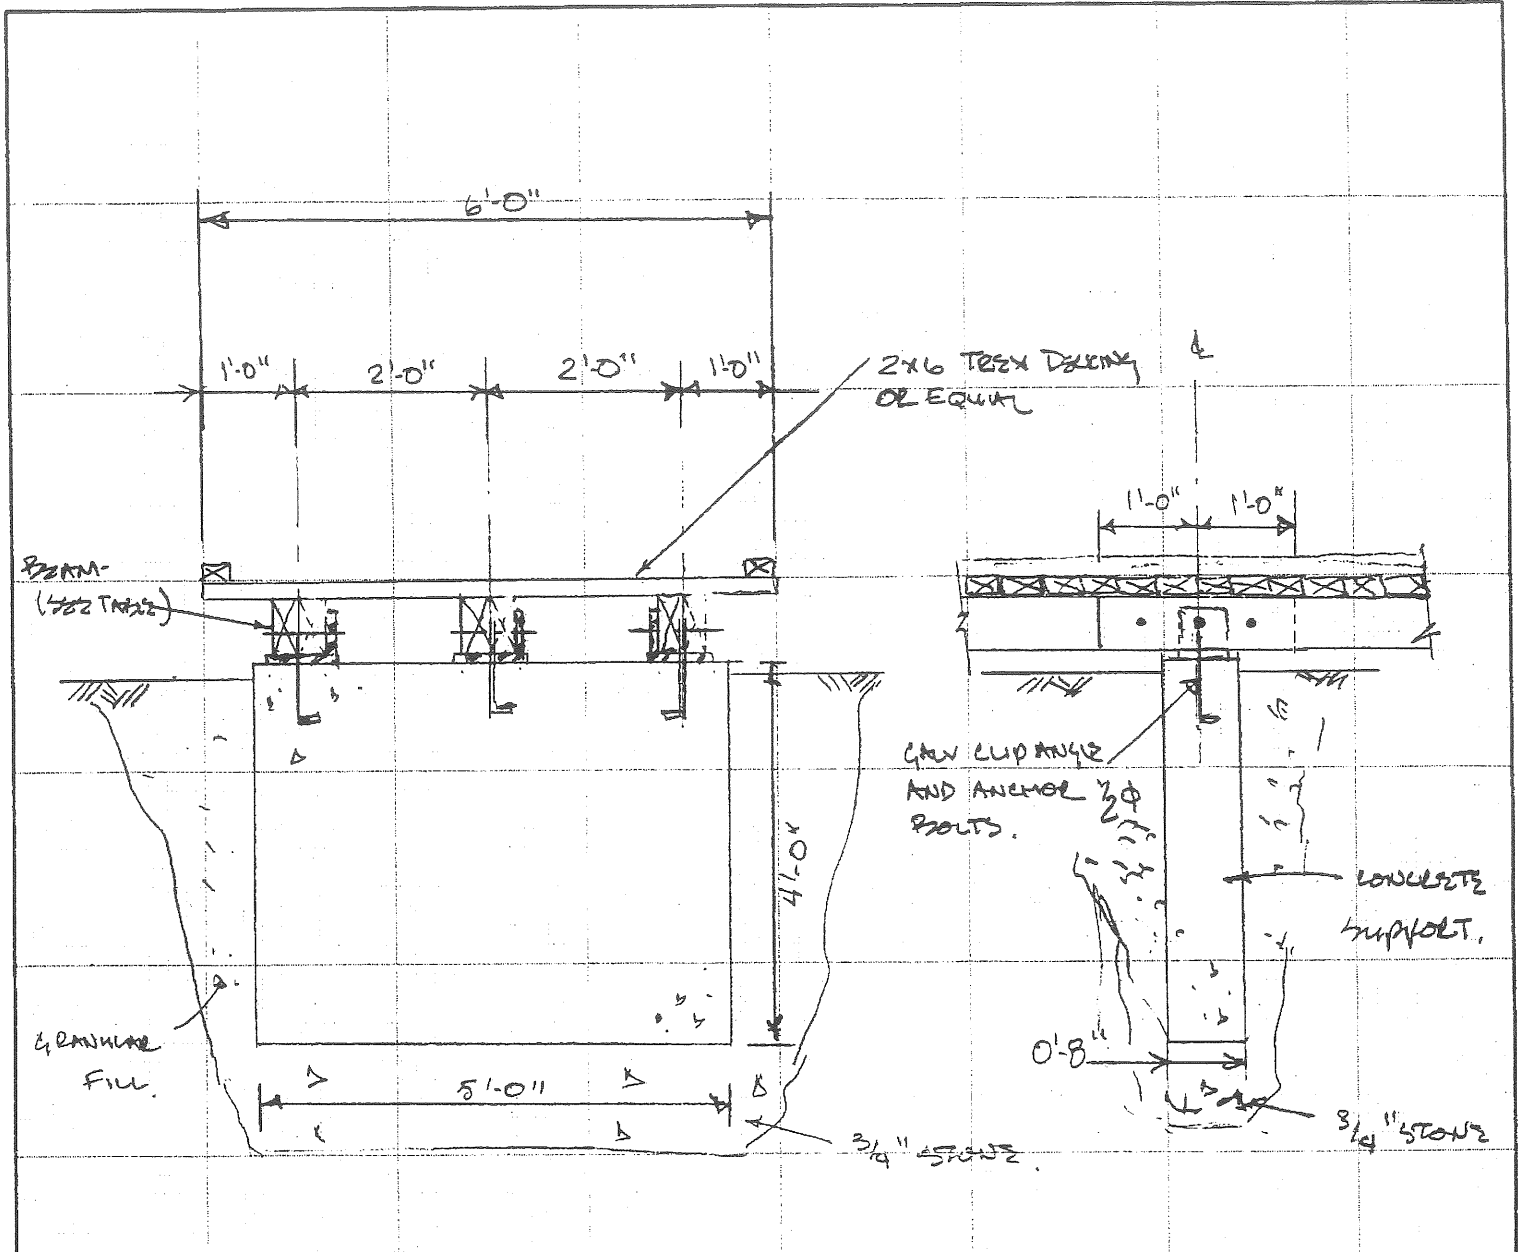 6'-0"
1'-0" 2'-0" 2'-0" 1'-0"
2x6 TREX DECKING
OR EQUAL
℄
1'-0" 1'-0"
BEAM-
(SEE TABLE)
GALV CLIP ANGLE
AND ANCHOR ½ϕ
BOLTS.
4'-0"
CONCRETE
SUPPORT.
GRANULAR
FILL.
5'-0"
0'-8"
3/4" STONE.
3/4" STONE